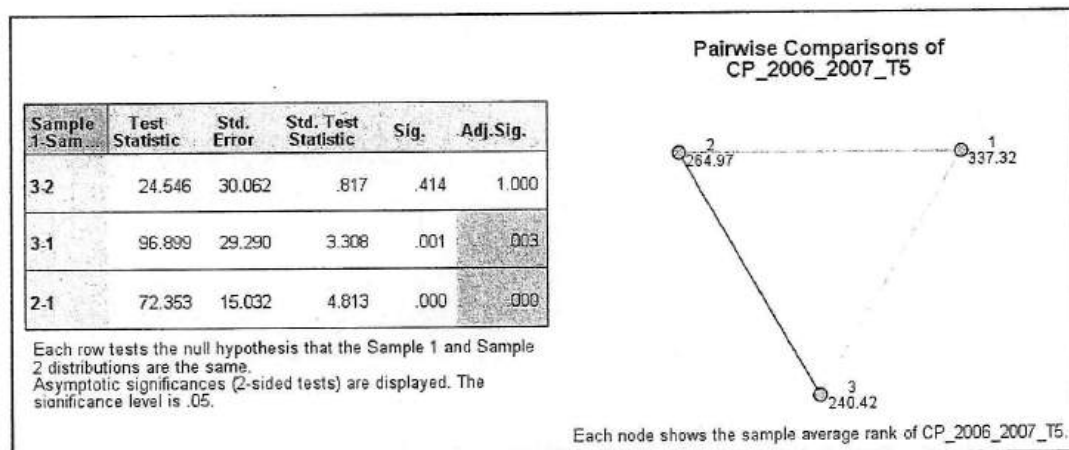 Sample 1-Sam... Test Statistic Std. Error Std. Test Statistic Sig. Adj.Sig.
3-2 24.546 30.062 .817 .414 1.000
3-1 96.899 29.290 3.308 .001 .003
2-1 72.353 15.032 4.813 .000 .000
Each row tests the null hypothesis that the Sample 1 and Sample
2 distributions are the same.
Asymptotic significances (2-sided tests) are displayed. The
significance level is .05.
Pairwise Comparisons of
CP_2006_2007_T5
2
264.97
1
337.32
3
240.42
Each node shows the sample average rank of CP_2006_2007_T5.